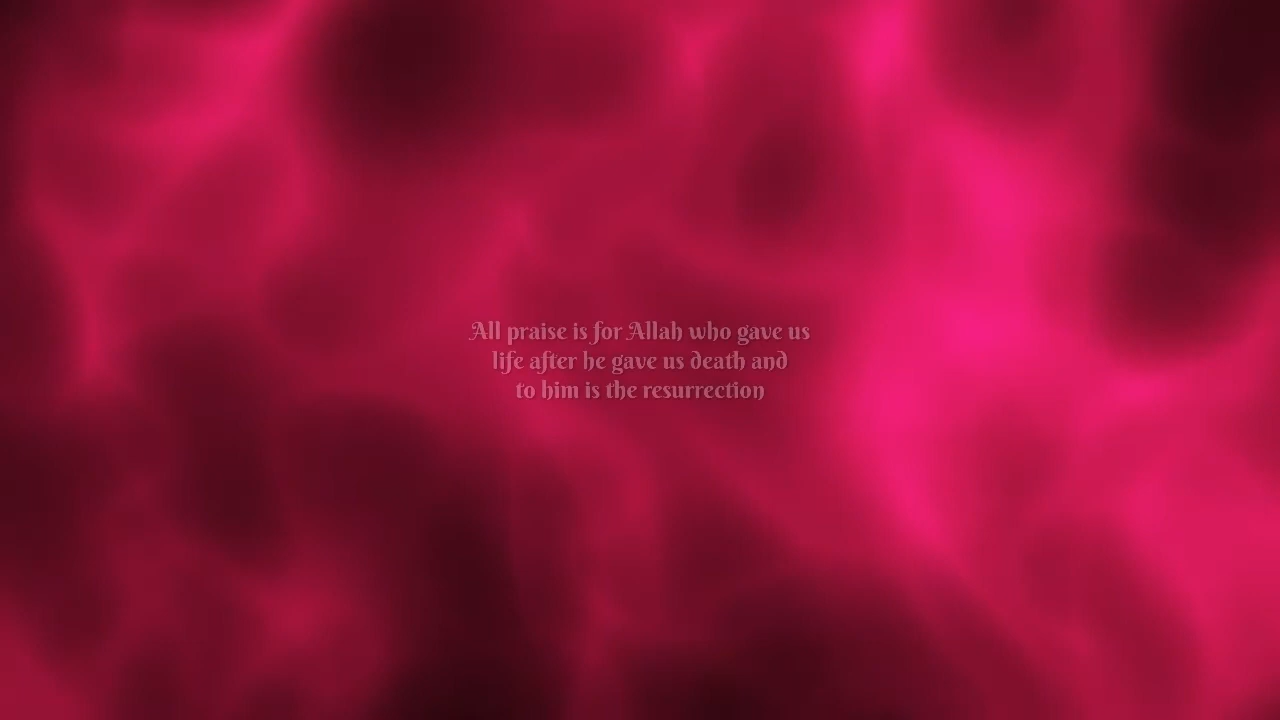 All praise is for Allah who gave us
life after he gave us death and
to him is the resurrection